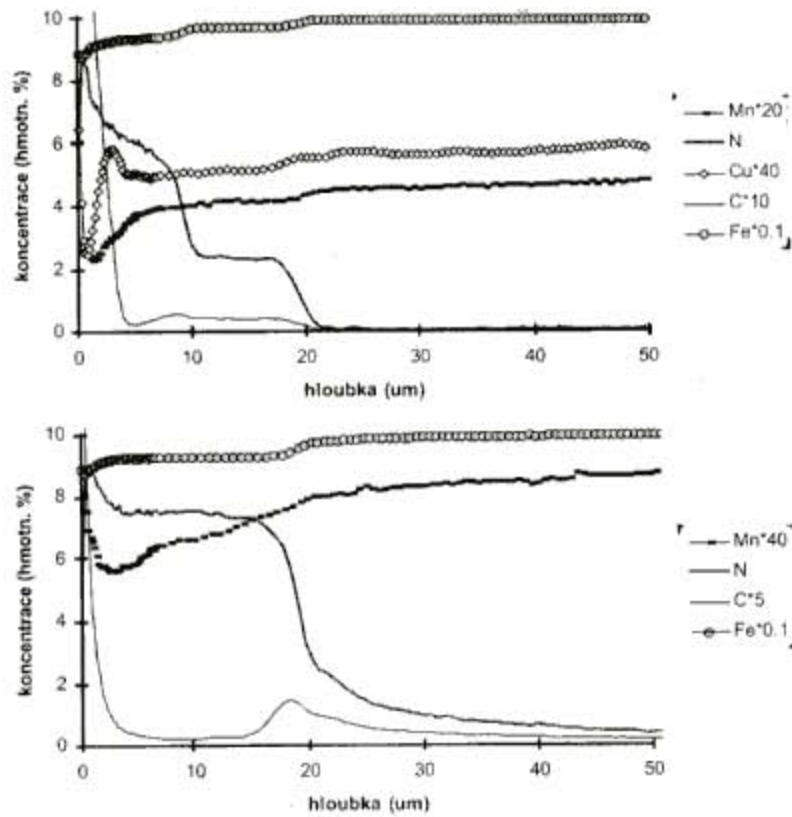 koncentrace (hmotn. %)
10
8
6
4
2
0
0 10 20 30 40 50
hloubka (um)
Mn*20
N
Cu*40
C*10
Fe*0.1
koncentrace (hmotn. %)
10
8
6
4
2
0
0 10 20 30 40 50
hloubka (um)
Mn*40
N
C*5
Fe*0.1